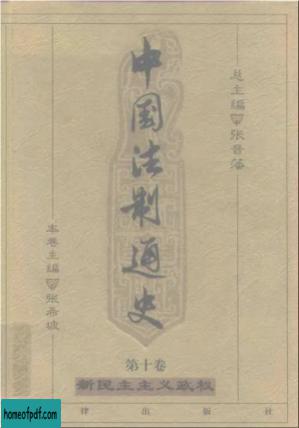 总主编 张晋藩
中国法制通史
本卷主编 张希坡
第十卷
新民主主义政权
律出版社
homeofpdf.com